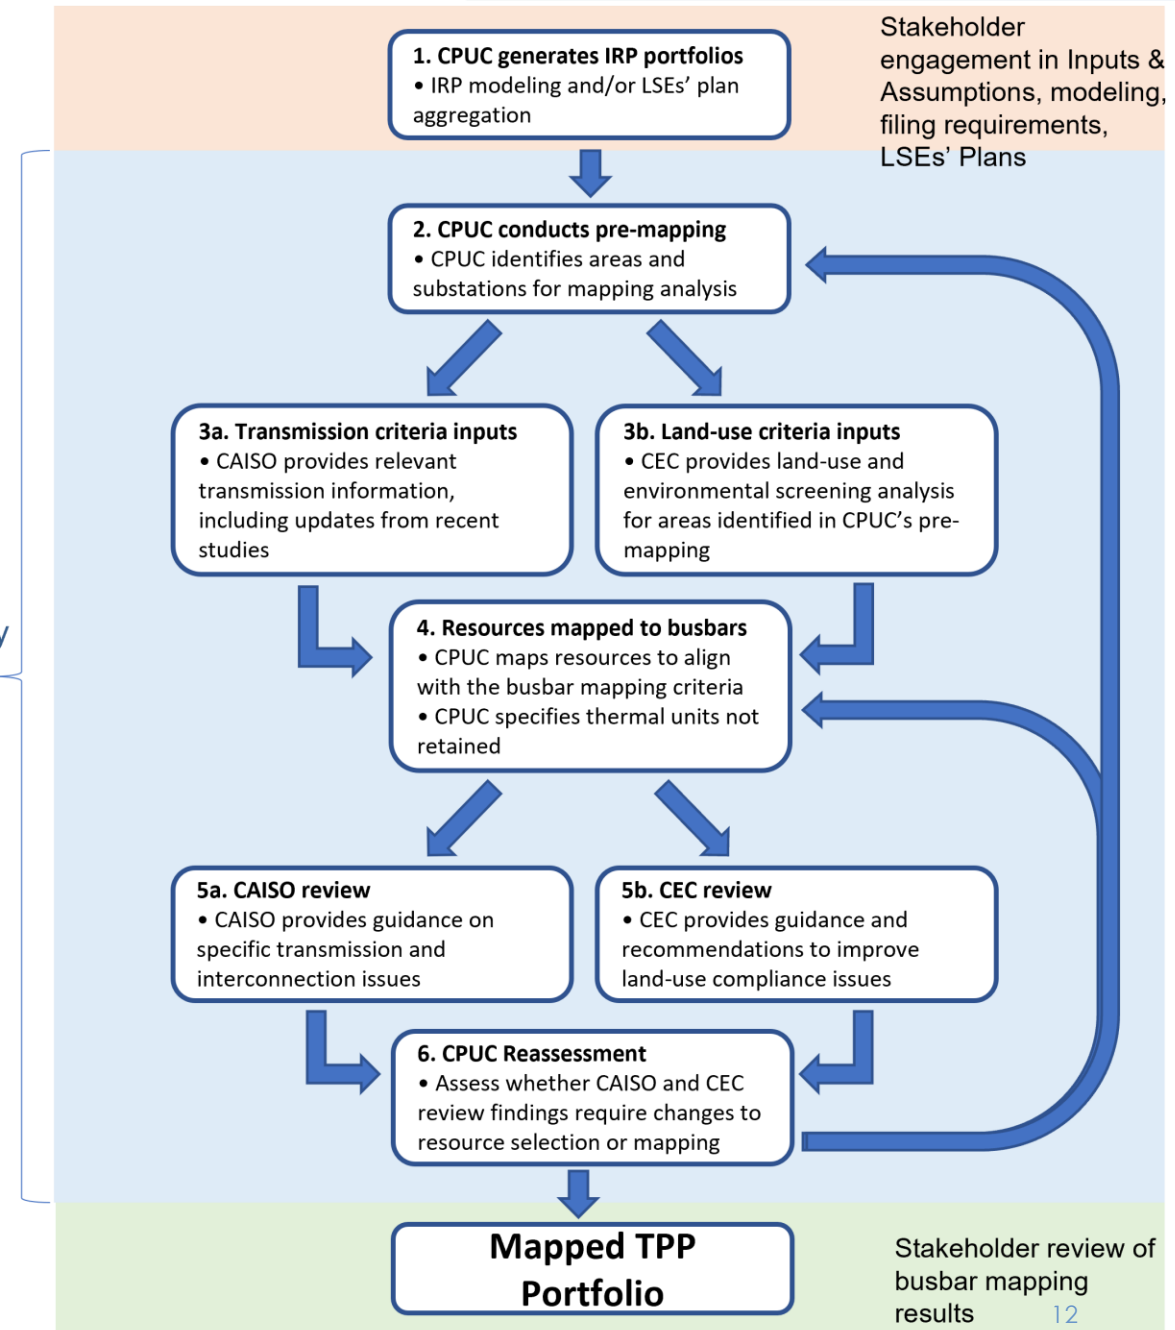 Stakeholder
engagement in Inputs &
Assumptions, modeling,
filing requirements,
LSEs' Plans
1. CPUC generates IRP portfolios
• IRP modeling and/or LSEs' plan
aggregation
2. CPUC conducts pre-mapping
• CPUC identifies areas and
substations for mapping analysis
3a. Transmission criteria inputs
• CAISO provides relevant
transmission information,
including updates from recent
studies
3b. Land-use criteria inputs
• CEC provides land-use and
environmental screening analysis
for areas identified in CPUC's pre-
mapping
4. Resources mapped to busbars
• CPUC maps resources to align
with the busbar mapping criteria
• CPUC specifies thermal units not
retained
5a. CAISO review
• CAISO provides guidance on
specific transmission and
interconnection issues
5b. CEC review
• CEC provides guidance and
recommendations to improve
land-use compliance issues
6. CPUC Reassessment
• Assess whether CAISO and CEC
review findings require changes to
resource selection or mapping
Mapped TPP
Portfolio
Stakeholder review of
busbar mapping
results
12